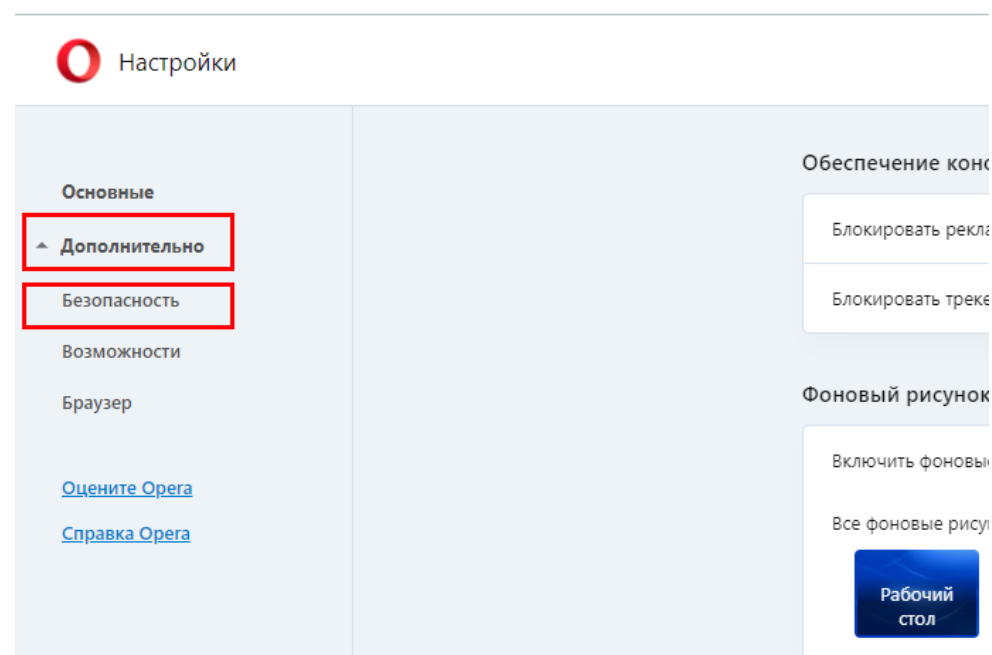 Настройки
Основные
Дополнительно
Безопасность
Возможности
Браузер
Оцените Opera
Справка Opera
Обеспечение
Блокировать
Блокировать
Фоновый рисунок
Включить
Все фоновые
Рабочий
стол